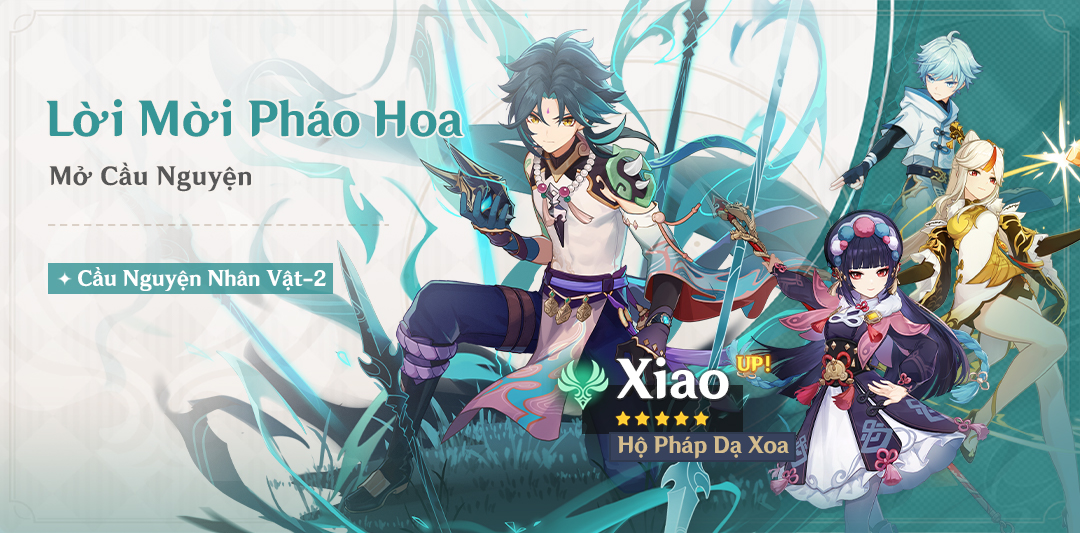 Lời Mời Pháo Hoa
Mở Cầu Nguyện
Cầu Nguyện Nhân Vật-2
Xiao UP!
Hộ Pháp Dạ Xoa